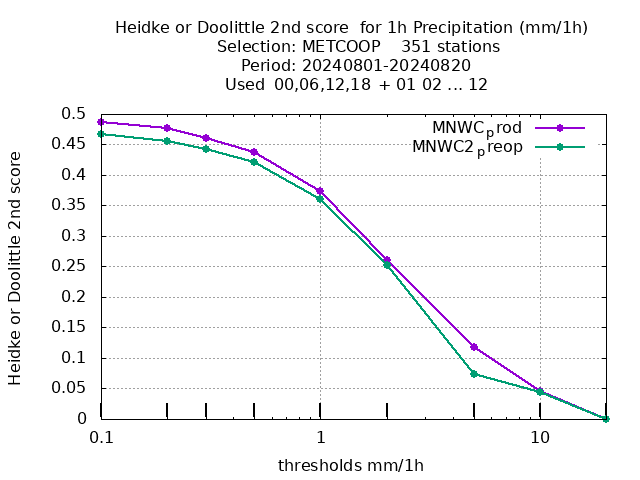 Heidke or Doolittle 2nd score  for 1h Precipitation (mm/1h)
Selection: METCOOP    351 stations
Period: 20240801-20240820
Used  00,06,12,18  + 01 02 ... 12
MNWCprod
MNWC2preop
0.5
0.45
0.4
0.35
0.3
0.25
0.2
0.15
0.1
0.05
0
Heidke or Doolittle 2nd score
0.1 1 10
thresholds mm/1h